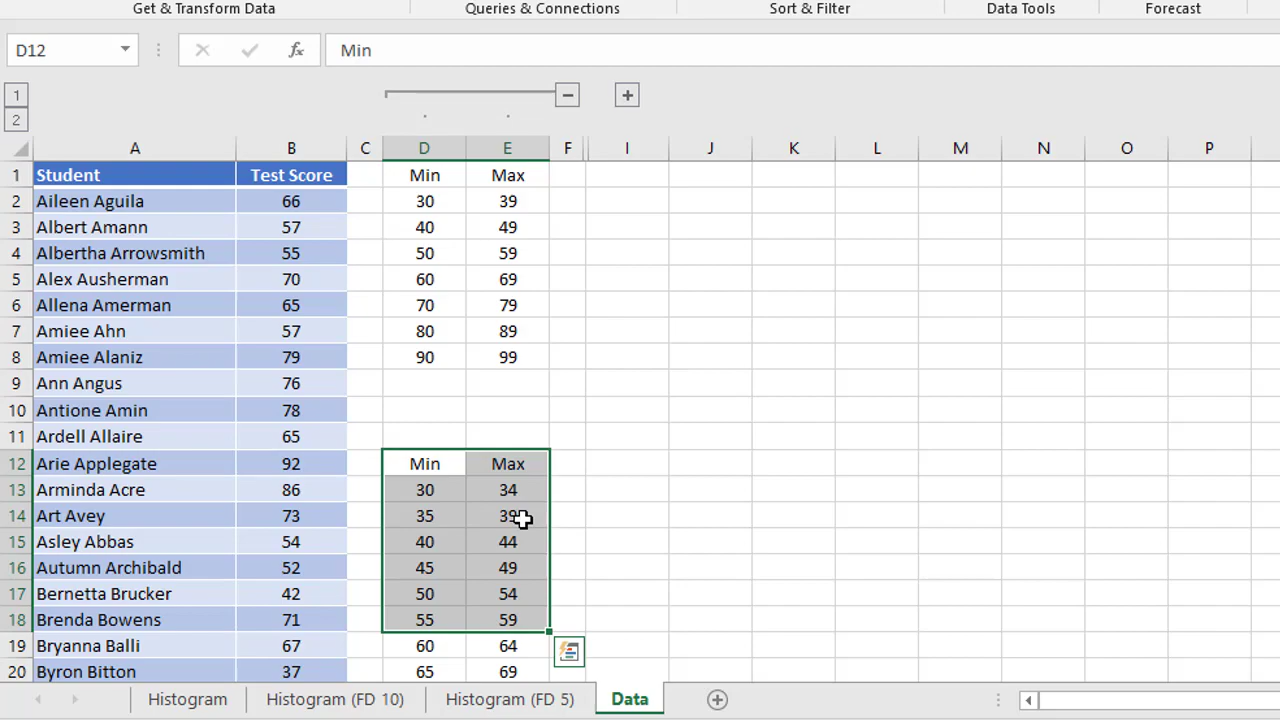 Get & Transform Data Queries & Connections Sort & Filter Data Tools Forecast
D12 fx Min
1
2
A B C D E F I J K L M N O P
1 Student Test Score Min Max
2 Aileen Aguila 66 30 39
3 Albert Amann 57 40 49
4 Albertha Arrowsmith 55 50 59
5 Alex Ausherman 70 60 69
6 Allena Amerman 65 70 79
7 Amiee Ahn 57 80 89
8 Amiee Alaniz 79 90 99
9 Ann Angus 76
10 Antione Amin 78
11 Ardell Allaire 65
12 Arie Applegate 92 Min Max
13 Arminda Acre 86 30 34
14 Art Avey 73 35 39
15 Asley Abbas 54 40 44
16 Autumn Archibald 52 45 49
17 Bernetta Brucker 42 50 54
18 Brenda Bowens 71 55 59
19 Bryanna Balli 67 60 64
20 Byron Bitton 37 65 69
Histogram Histogram (FD 10) Histogram (FD 5) Data